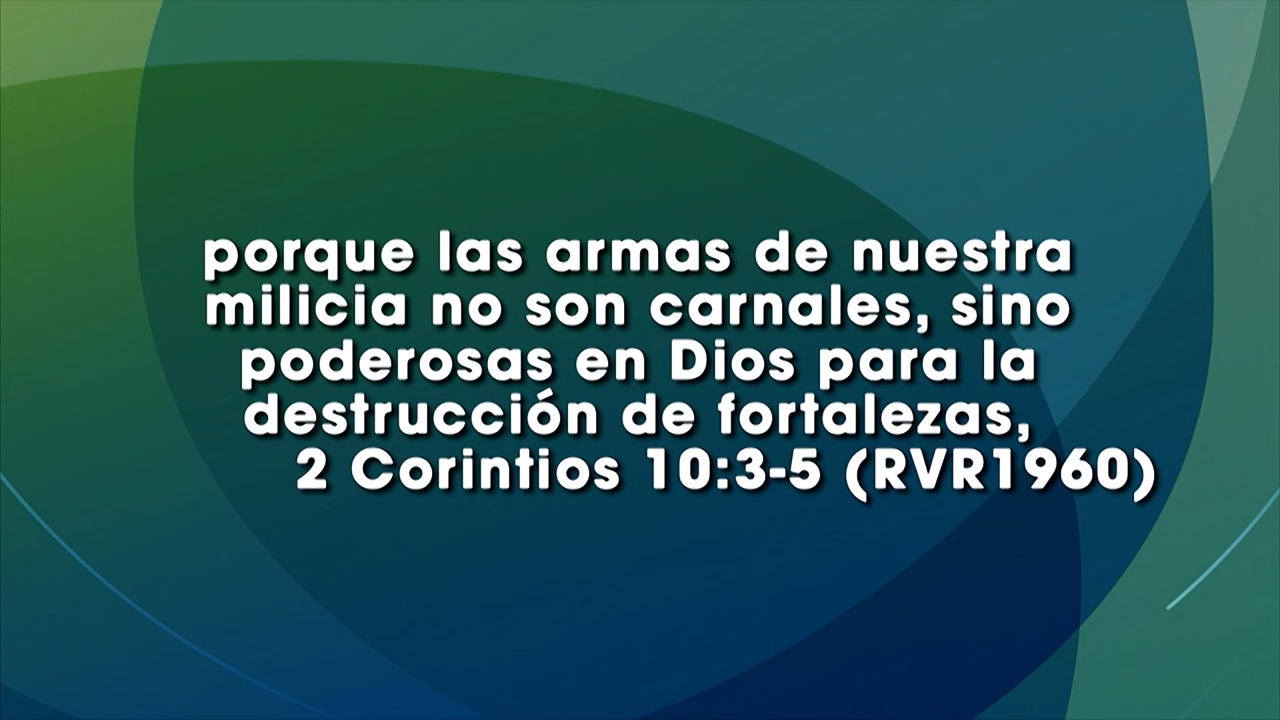 porque las armas de nuestra
milicia no son carnales, sino
poderosas en Dios para la
destrucción de fortalezas,
2 Corintios 10:3-5 (RVR1960)